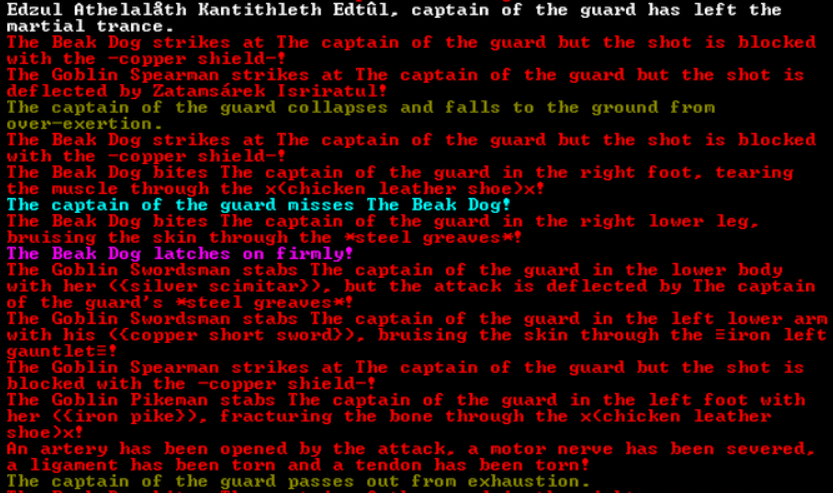 Edzul Athelalåth Kantithleth Edtûl, captain of the guard has left the
martial trance.
The Beak Dog strikes at The captain of the guard but the shot is blocked
with the -copper shield-!
The Goblin Spearman strikes at The captain of the guard but the shot is
deflected by Zatamsárek Isriratul!
The captain of the guard collapses and falls to the ground from
over-exertion.
The Beak Dog strikes at The captain of the guard but the shot is blocked
with the -copper shield-!
The Beak Dog bites The captain of the guard in the right foot, tearing
the muscle through the x(chicken leather shoe)x!
The captain of the guard misses The Beak Dog!
The Beak Dog bites The captain of the guard in the right lower leg,
bruising the skin through the *steel greaves*!
The Beak Dog latches on firmly!
The Goblin Swordsman stabs The captain of the guard in the lower body
with her ((silver scimitar)), but the attack is deflected by The captain
of the guard's *steel greaves*!
The Goblin Swordsman stabs The captain of the guard in the left lower arm
with his ((copper short sword)), bruising the skin through the ≡iron left
gauntlet≡!
The Goblin Spearman strikes at The captain of the guard but the shot is
blocked with the -copper shield-!
The Goblin Pikeman stabs The captain of the guard in the left foot with
her ((iron pike)), fracturing the bone through the x(chicken leather
shoe)x!
An artery has been opened by the attack, a motor nerve has been severed,
a ligament has been torn and a tendon has been torn!
The captain of the guard passes out from exhaustion.